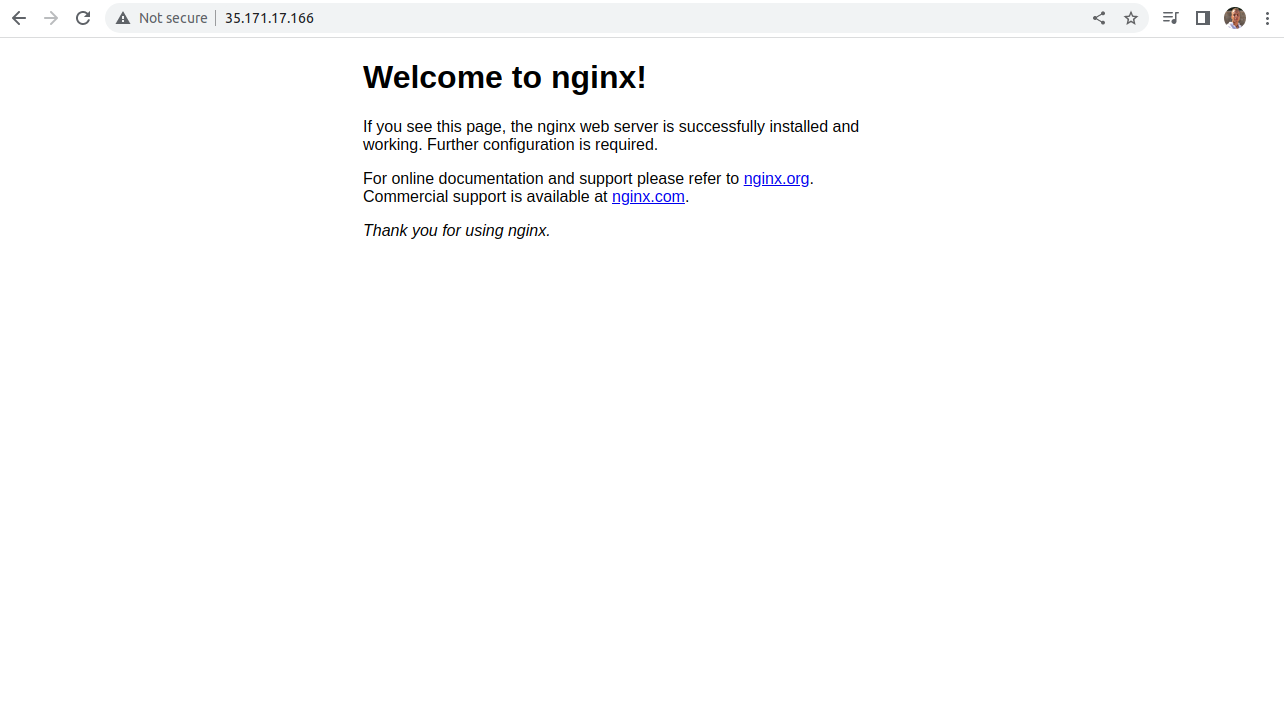 Not secure 35.171.17.166
Welcome to nginx!
If you see this page, the nginx web server is successfully installed and
working. Further configuration is required.
For online documentation and support please refer to nginx.org.
Commercial support is available at nginx.com.
Thank you for using nginx.